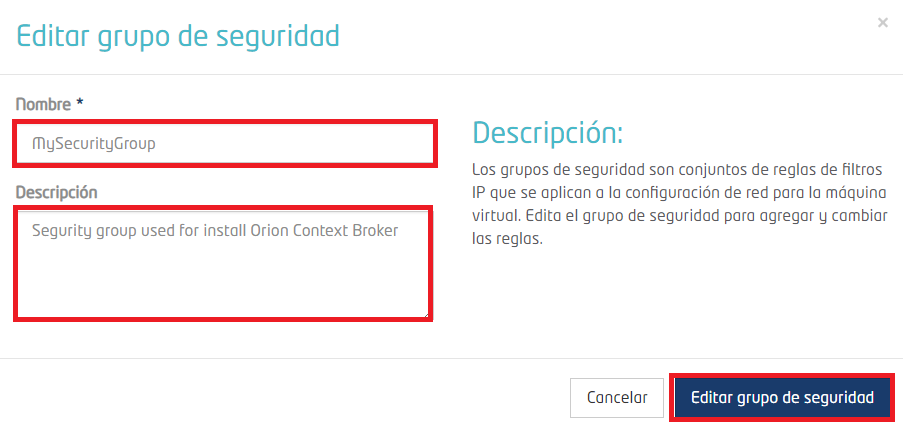 Editar grupo de seguridad
×
Nombre *
MySecurityGroup
Descripción
Segurity group used for install Orion Context Broker
Descripción:
Los grupos de seguridad son conjuntos de reglas de filtros
IP que se aplican a la configuración de red para la máquina
virtual. Edita el grupo de seguridad para agregar y cambiar
las reglas.
Cancelar
Editar grupo de seguridad